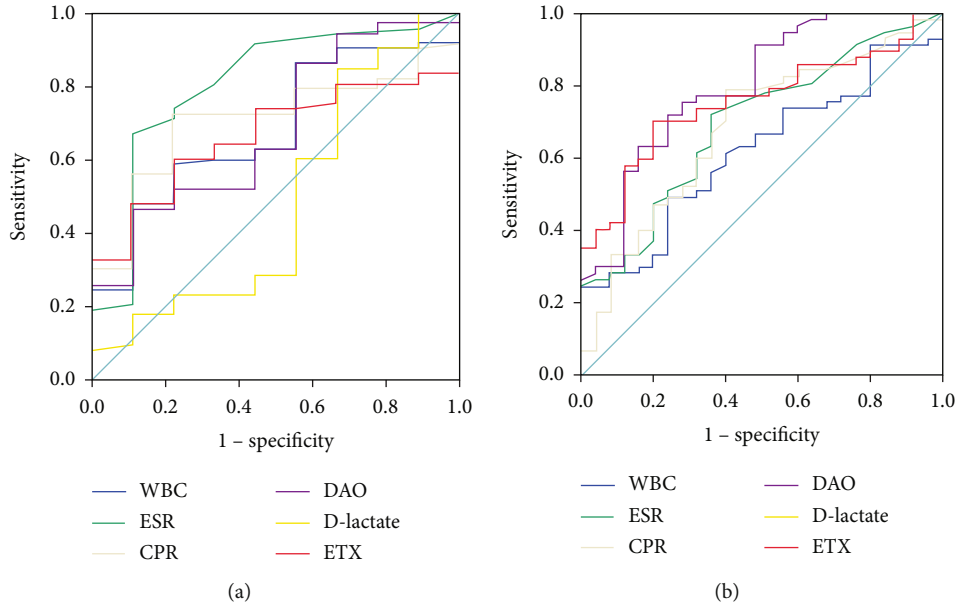 1.0
0.8
0.6
0.4
0.2
0.0
Sensitivity
0.0 0.2 0.4 0.6 0.8 1.0
1 – specificity
WBC
ESR
CPR
DAO
D-lactate
ETX
(a)
1.0
0.8
0.6
0.4
0.2
0.0
Sensitivity
0.0 0.2 0.4 0.6 0.8 1.0
1 – specificity
WBC
ESR
CPR
DAO
D-lactate
ETX
(b)